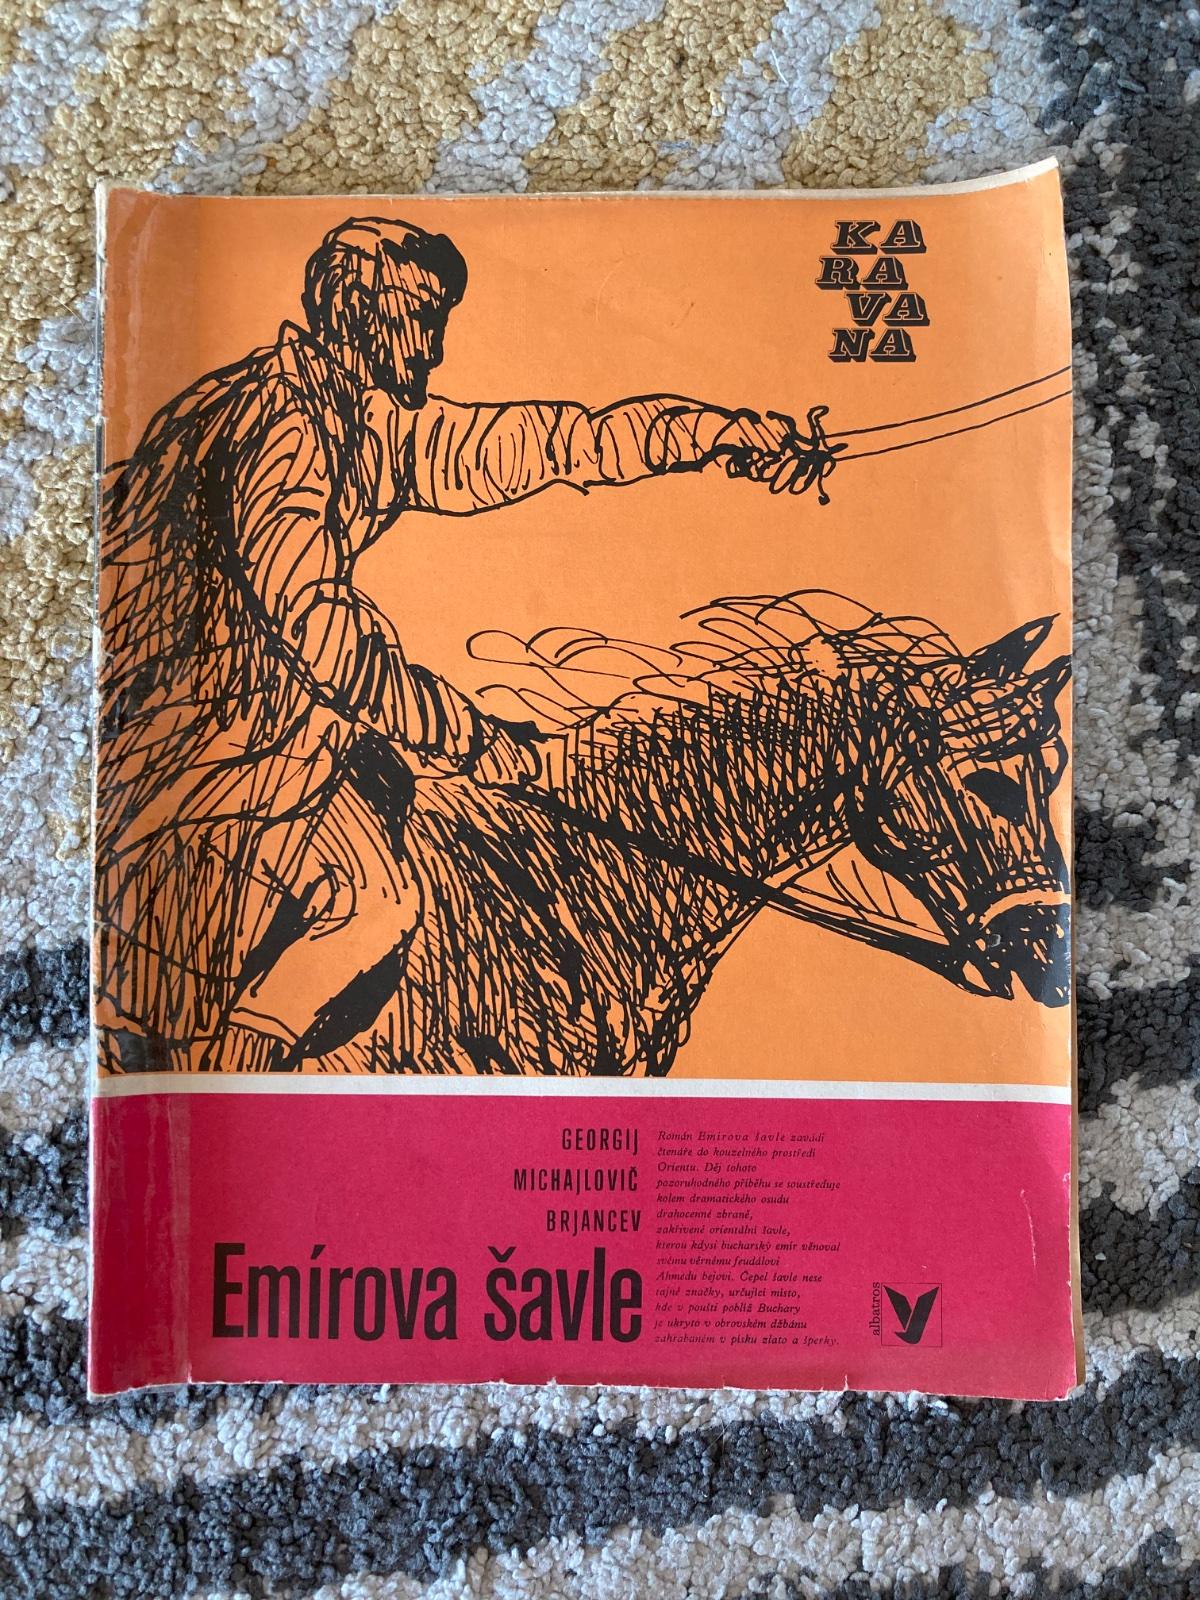 KA
RA
VA
NA
GEORGIJ
MICHAJLOVIČ
BRJANCEV
Emírova šavle
Román Emírova šavle zavádí
čtenáře do kouzelného prostředí
Orientu. Děj tohoto
pozoruhodného příběhu se soustřeďuje
kolem dramatického osudu
drahocenné zbraně,
zakřivené orientální šavle,
kterou kdysi bucharský emír věnoval
svému věrnému feudálovi
Ahmedu bejovi. Čepel šavle nese
tajné značky, určující místo,
kde v poušti poblíž Buchary
je ukryto v obrovském džbánu
zahrabaném v písku zlato a šperky.
albatros